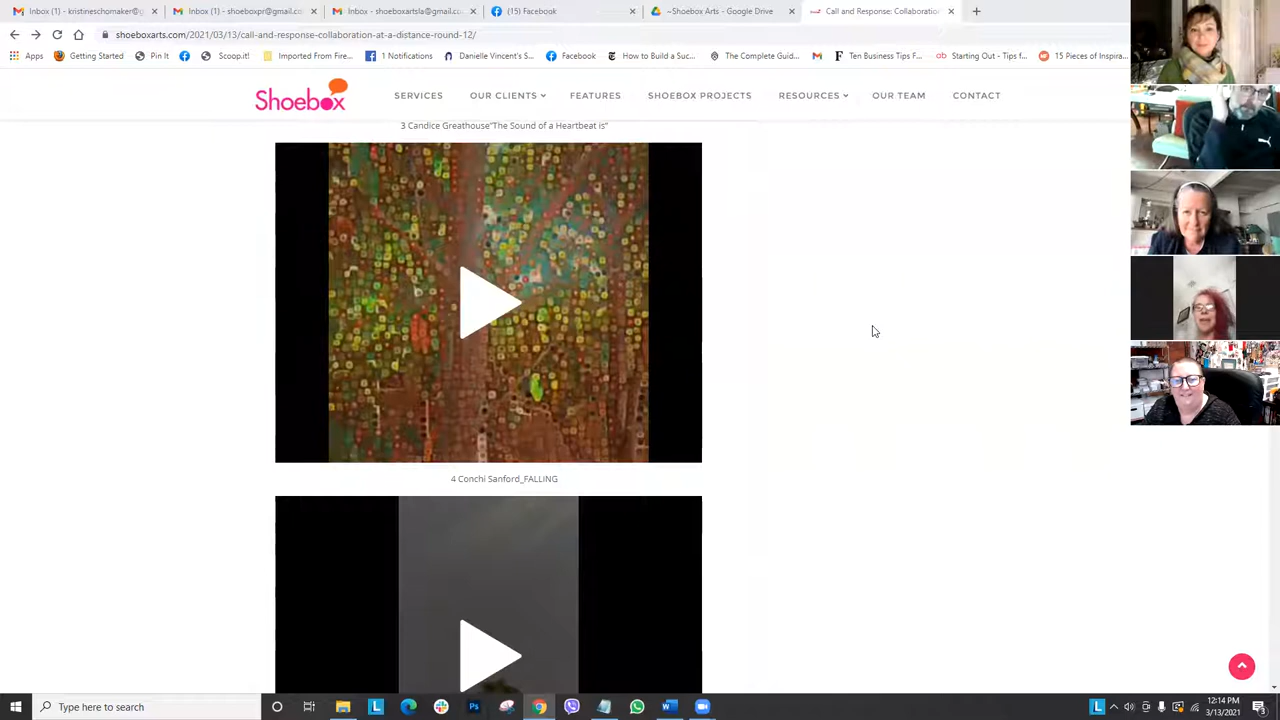 Inbox (1) - kristineschomaker@g
Inbox (1) - shoeboxpr@gmail.co
Inbox - shoeboxartsla@gmail.co
(15) Facebook
~Shoebox Arts - Google Drive
Call and Response: Collaboratio
shoeboxarts.com/2021/03/13/call-and-response-collaboration-at-a-distance-round-12/
Apps
Getting Started
Pin It
Scoop.it!
Imported From Fire...
1 Notifications
Danielle Vincent's S...
Facebook
How to Build a Suc...
The Complete Guid...
Ten Business Tips F...
Starting Out - Tips f...
15 Pieces of Inspira...
Shoebox
SERVICES
OUR CLIENTS
FEATURES
SHOEBOX PROJECTS
RESOURCES
OUR TEAM
CONTACT
3 Candice Greathouse"The Sound of a Heartbeat is"
4 Conchi Sanford_FALLING
Type here to search
12:14 PM
3/13/2021